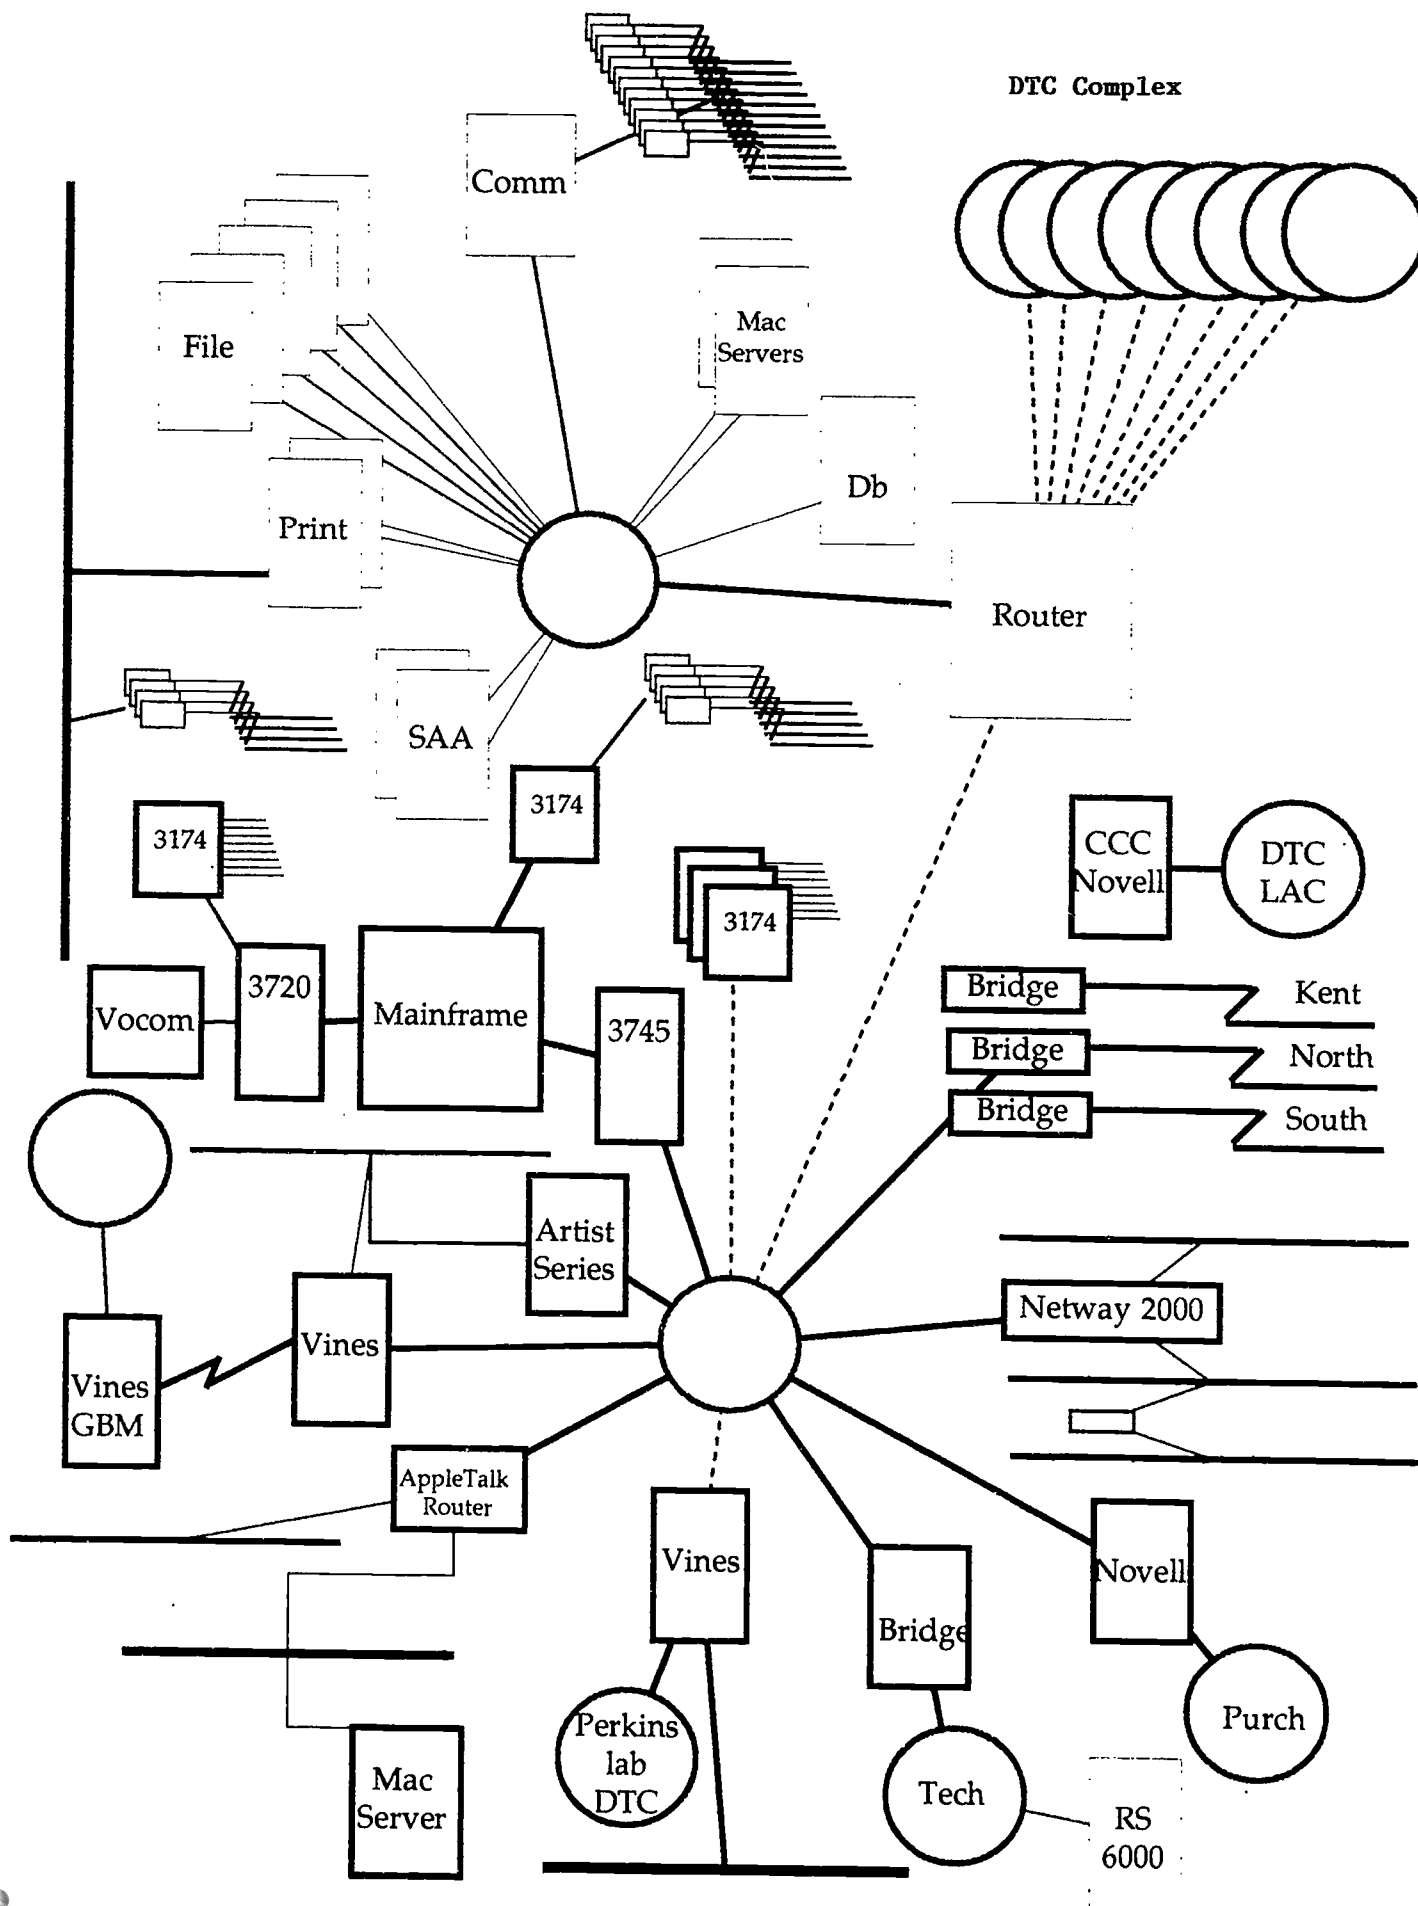 DTC Complex
Comm
Mac
Servers
File
Db
Print
Router
SAA
3174
3174
CCC
Novell
DTC
LAC
3174
3720
Vocom
Mainframe
3745
Bridge
Kent
Bridge
North
Bridge
South
Artist
Series
Netway 2000
Vines
Vines
GBM
AppleTalk
Router
Vines
Novell
Bridge
Perkins
lab
DTC
Purch
Mac
Server
Tech
RS
6000